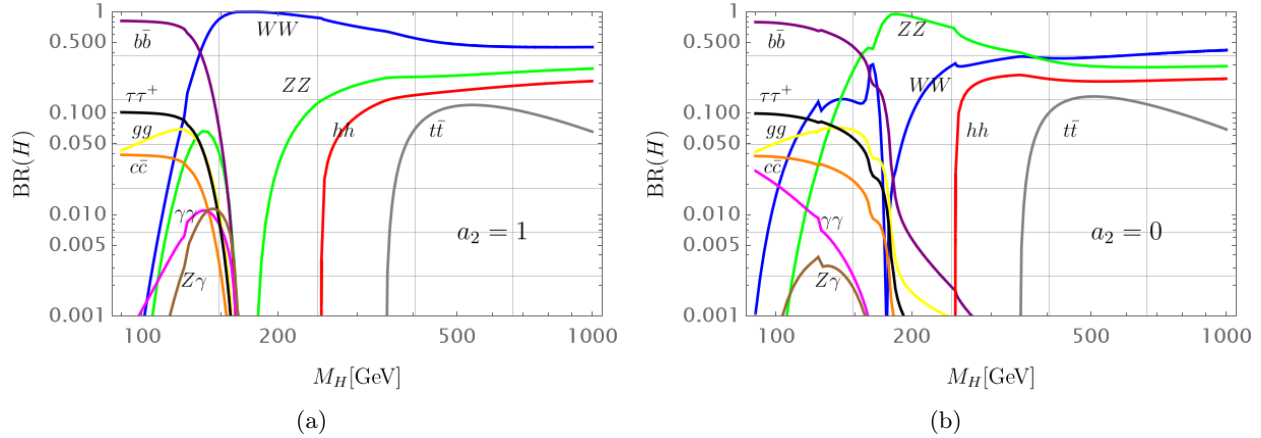 1
0.500
0.100
0.050
0.010
0.005
0.001
BR(H)
bb̄
WW
ττ⁺
ZZ
gg
hh
tt̄
cc̄
γγ
a₂ = 1
Zγ
100
200
500
1000
M_H[GeV]
(a)
1
0.500
0.100
0.050
0.010
0.005
0.001
BR(H)
bb̄
ZZ
ττ⁺
WW
gg
hh
tt̄
cc̄
γγ
a₂ = 0
Zγ
100
200
500
1000
M_H[GeV]
(b)